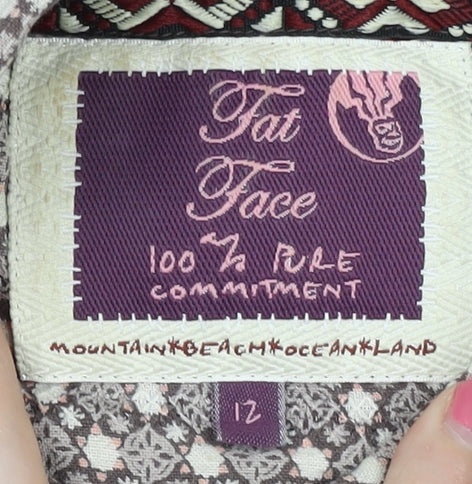 Fat
Face
100% PURE
COMMITMENT
MOUNTAIN*BEACH*OCEAN*LAND
12